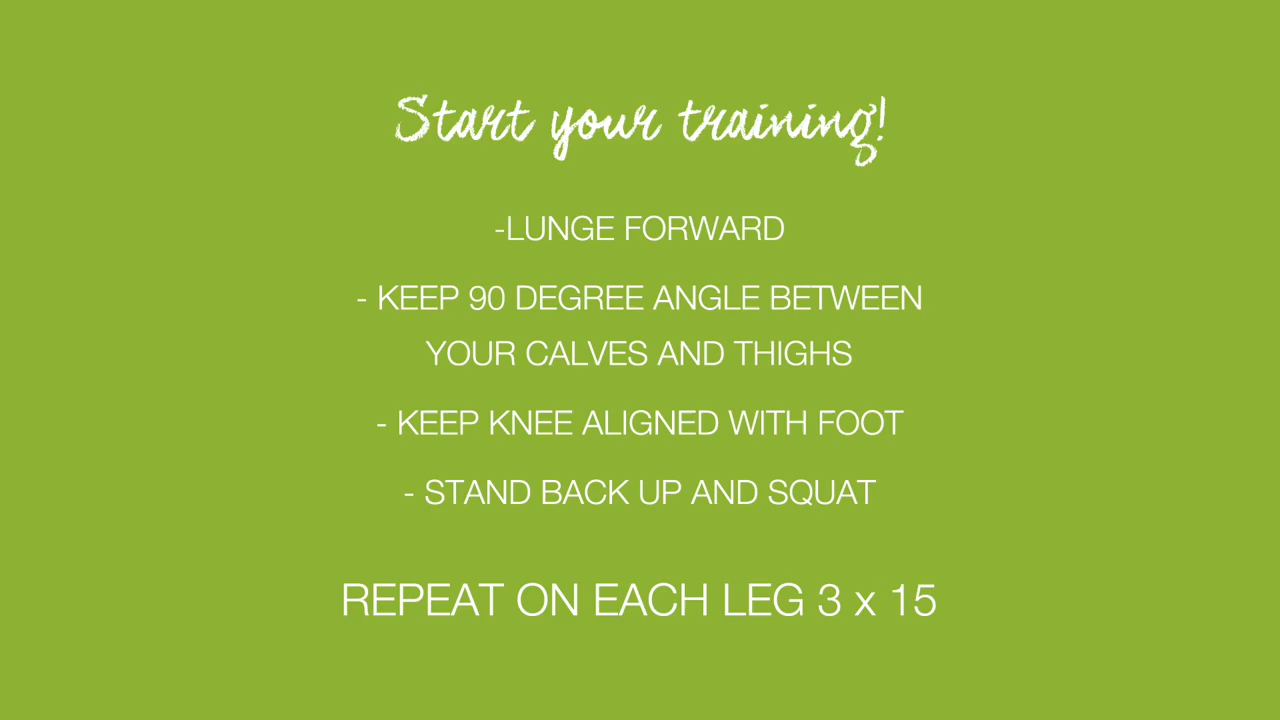 Start your training!
-LUNGE FORWARD
- KEEP 90 DEGREE ANGLE BETWEEN
YOUR CALVES AND THIGHS
- KEEP KNEE ALIGNED WITH FOOT
- STAND BACK UP AND SQUAT
REPEAT ON EACH LEG 3 x 15